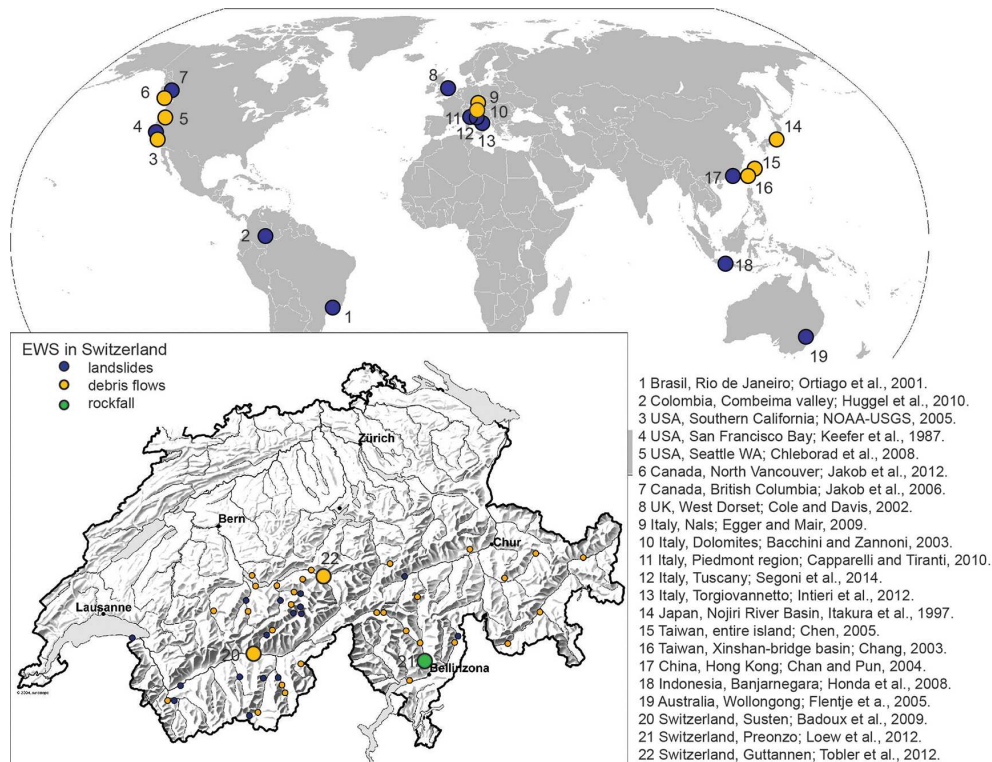 7
8
6
9
5
10
14
4
11
12
13
3
15
17
16
2
18
1
19
EWS in Switzerland
landslides
debris flows
rockfall
Zürich
Bern
Chur
22
Lausanne
20
21
Bellinzona
1 Brasil, Rio de Janeiro; Ortiago et al., 2001.
2 Colombia, Combeima valley; Huggel et al., 2010.
3 USA, Southern California; NOAA-USGS, 2005.
4 USA, San Francisco Bay; Keefer et al., 1987.
5 USA, Seattle WA; Chleborad et al., 2008.
6 Canada, North Vancouver; Jakob et al., 2012.
7 Canada, British Columbia; Jakob et al., 2006.
8 UK, West Dorset; Cole and Davis, 2002.
9 Italy, Nals; Egger and Mair, 2009.
10 Italy, Dolomites; Bacchini and Zannoni, 2003.
11 Italy, Piedmont region; Capparelli and Tiranti, 2010.
12 Italy, Tuscany; Segoni et al., 2014.
13 Italy, Torgiovannetto; Intieri et al., 2012.
14 Japan, Nojiri River Basin, Itakura et al., 1997.
15 Taiwan, entire island; Chen, 2005.
16 Taiwan, Xinshan-bridge basin; Chang, 2003.
17 China, Hong Kong; Chan and Pun, 2004.
18 Indonesia, Banjarnegara; Honda et al., 2008.
19 Australia, Wollongong; Flentje et a., 2005.
20 Switzerland, Susten; Badoux et al., 2009.
21 Switzerland, Preonzo; Loew et al., 2012.
22 Switzerland, Guttannen; Tobler et al., 2012.